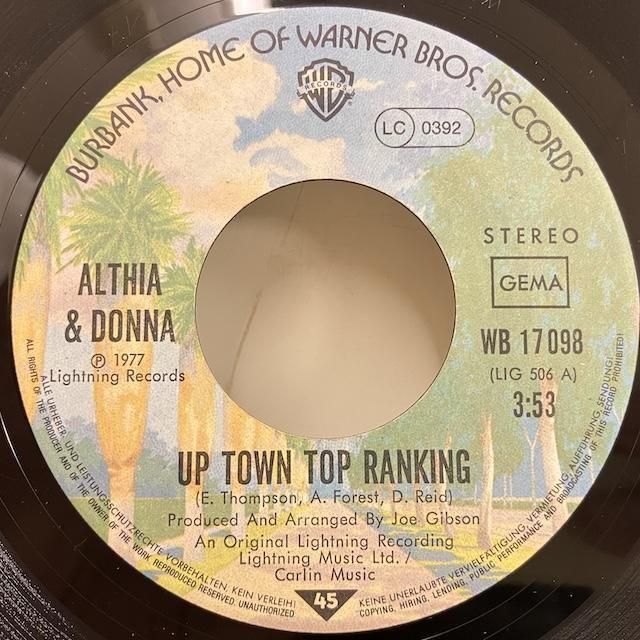 BURBANK, HOME OF WARNER BROS. RECORDS
WB
RECORDS
LC 0392
STEREO
GEMA
WB 17 098
(LIG 506 A)
3:53
ALTHIA
& DONNA
℗ 1977
Lightning Records
UP TOWN TOP RANKING
(E. Thompson, A. Forest, D. Reid)
Produced And Arranged By Joe Gibson
An Original Lightning Recording
Lightning Music Ltd. /
Carlin Music
45
ALLE URHEBER- UND LEISTUNGSSCHUTZRECHTE VORBEHALTEN. KEIN VERLEIH!
KEINE UNERLAUBTE VERVIELFÄLTIGUNG, VERMIETUNG, AUFFÜHRUNG, SENDUNG!
ALL RIGHTS OF THE PRODUCER AND OF THE OWNER OF THE WORK REPRODUCED RESERVED. UNAUTHORIZED
COPYING, HIRING, LENDING, PUBLIC PERFORMANCE AND BROADCASTING OF THIS RECORD PROHIBITED!